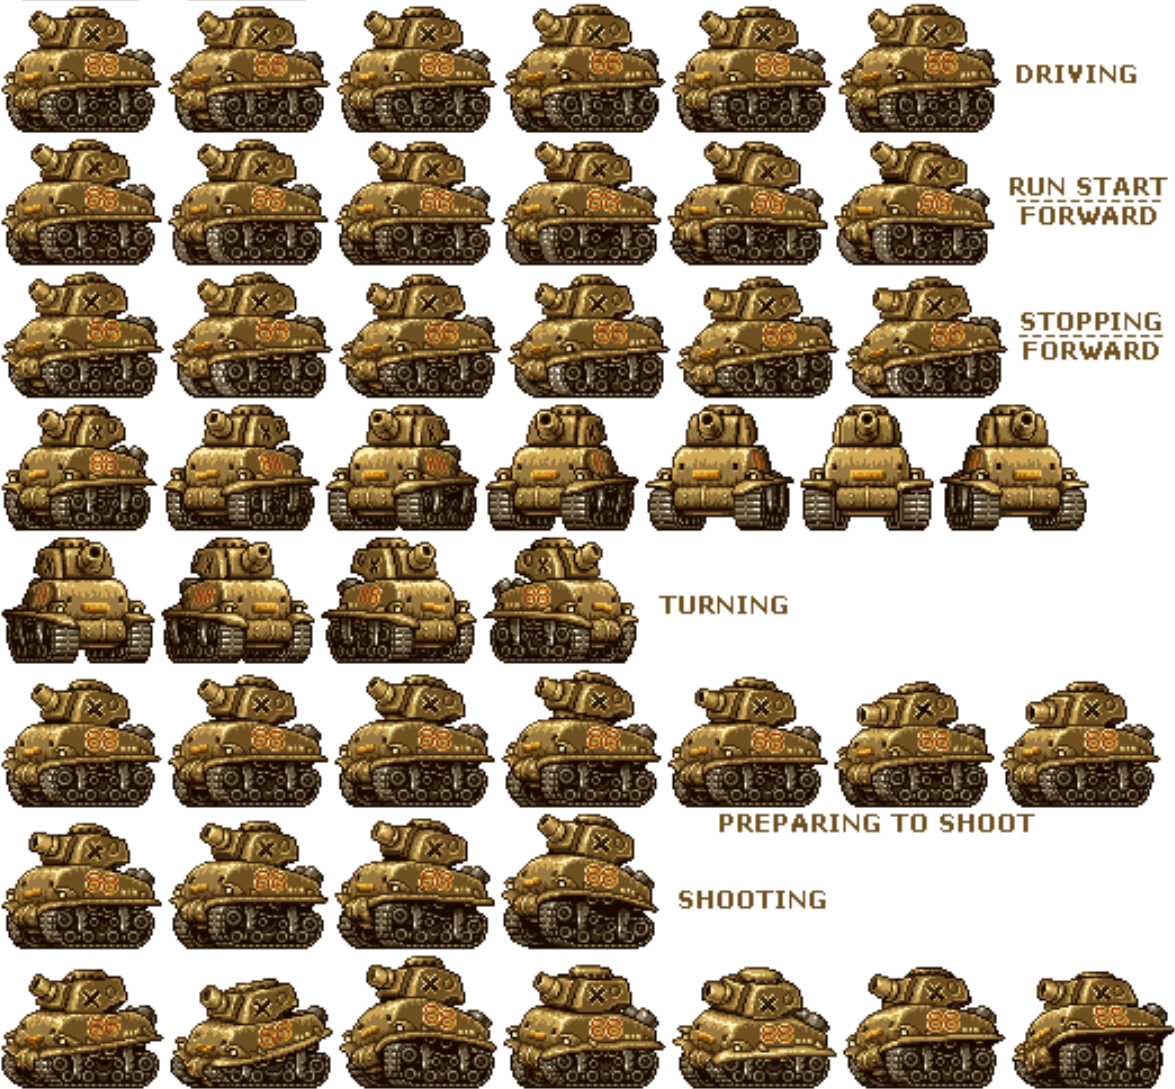 DRIVING
RUN START
FORWARD
STOPPING
FORWARD
TURNING
PREPARING TO SHOOT
SHOOTING